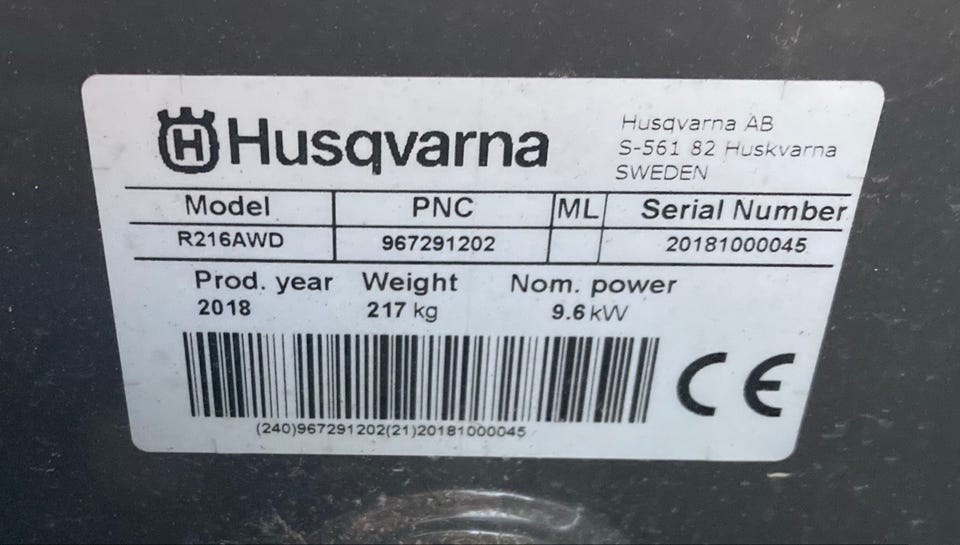 Husqvarna
Husqvarna AB
S-561 82 Huskvarna
SWEDEN
Model PNC ML Serial Number
R216AWD 967291202 20181000045
Prod. year Weight Nom. power
2018 217 kg 9.6 kW
CE
(240)967291202(21)20181000045